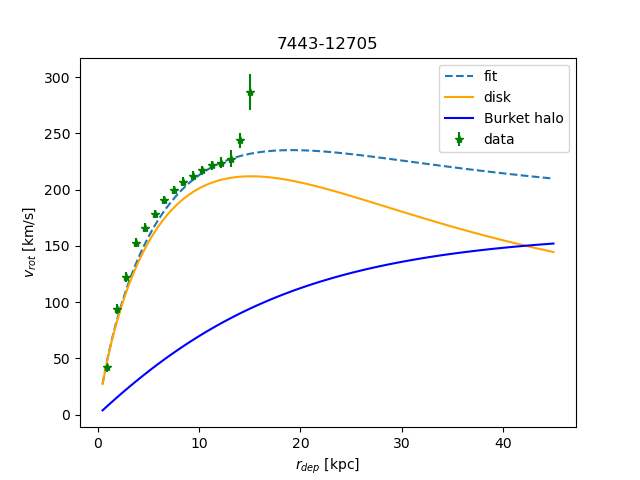 7443-12705
300
250
200
150
100
50
0
v_rot [km/s]
fit
disk
Burket halo
data
0 10 20 30 40
r_dep [kpc]